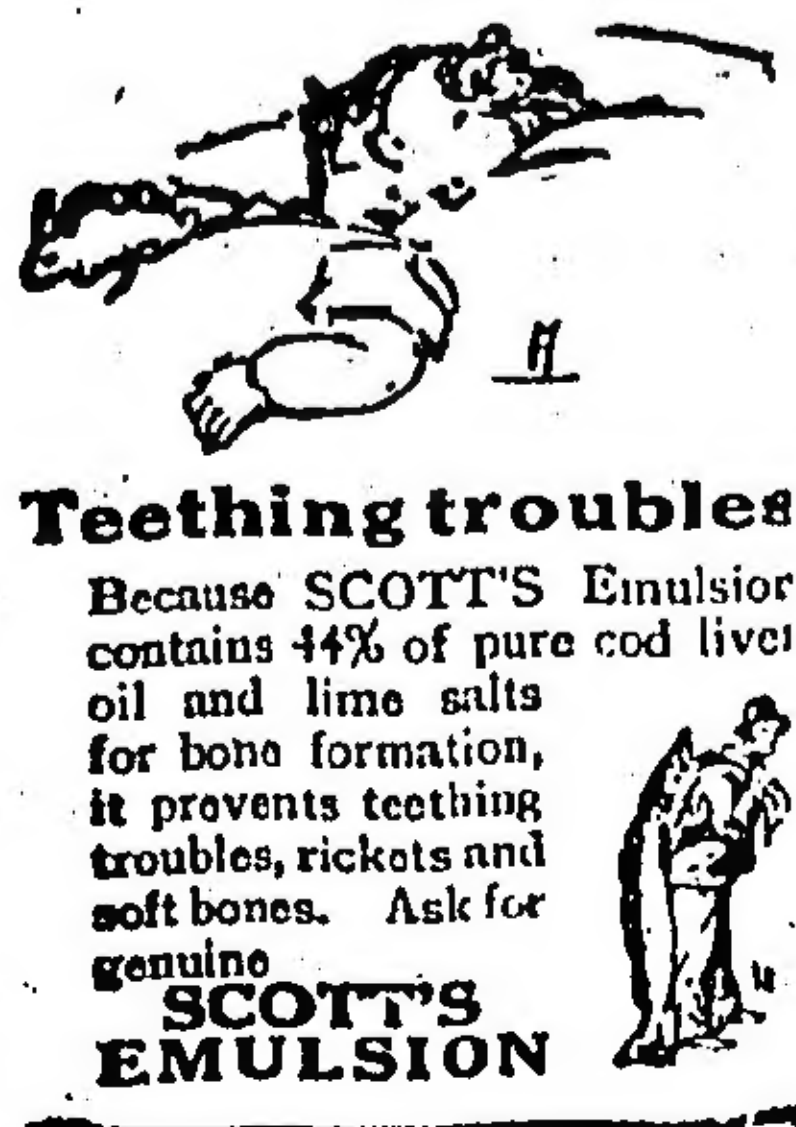 Teething troubles
Because SCOTT'S Emulsion
contains 44% of pure cod liver
oil and lime salts
for bone formation,
it prevents teething
troubles, rickets and
soft bones. Ask for
genuine
SCOTT'S
EMULSION